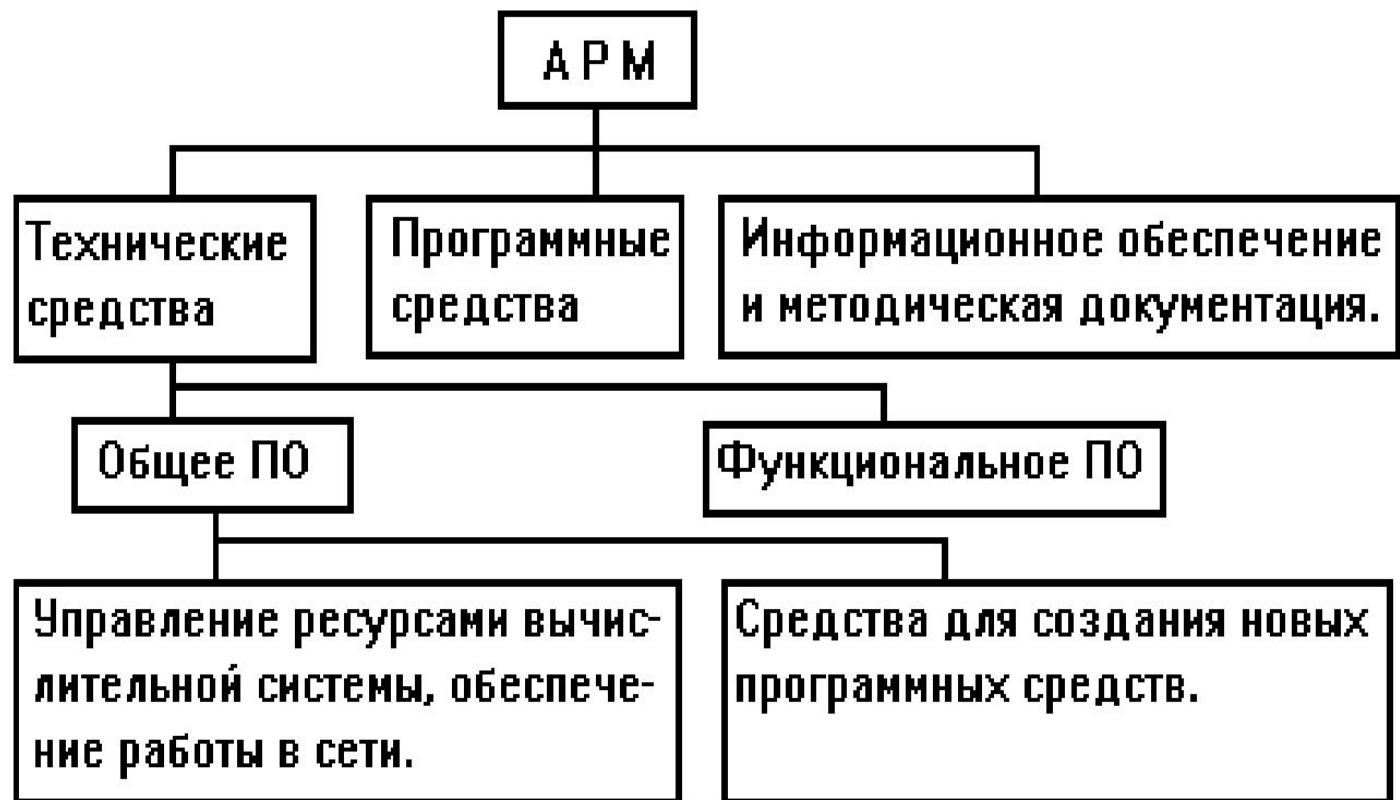 А Р М
Технические
средства
Программные
средства
Информационное обеспечение
и методическая документация.
Общее ПО
Функциональное ПО
Управление ресурсами вычис-
лительной системы, обеспече-
ние работы в сети.
Средства для создания новых
программных средств.